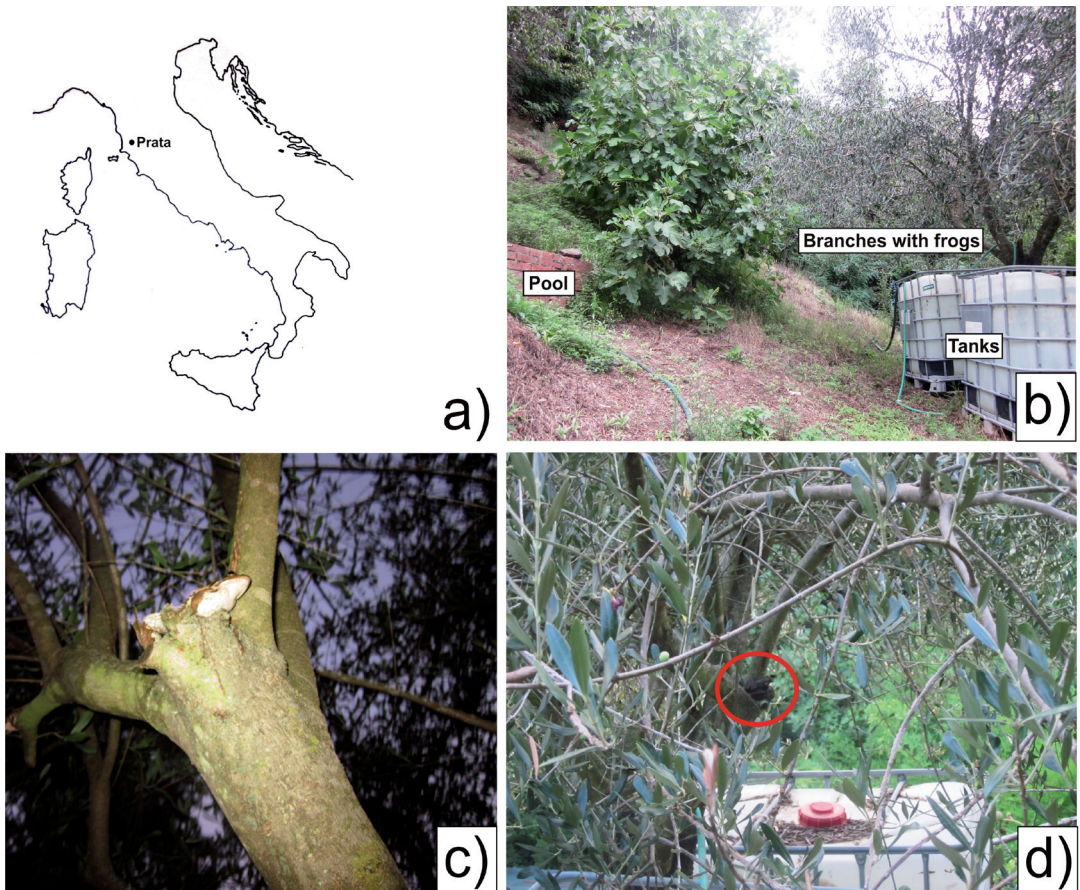 Prata
a)
Branches with frogs
Pool
Tanks
b)
c)
d)